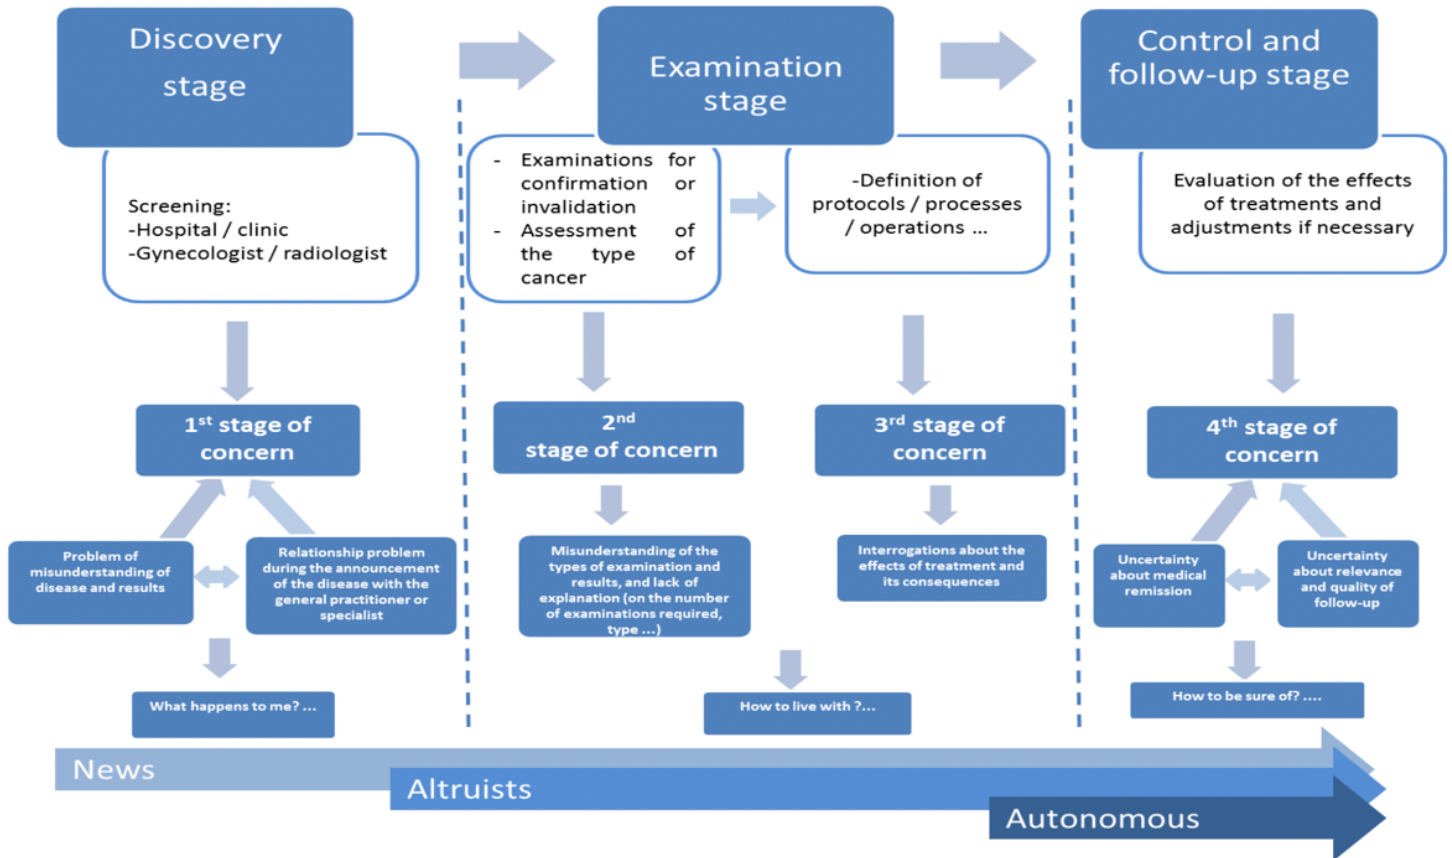 Discovery
stage
Examination
stage
Control and
follow-up stage
Screening:
-Hospital / clinic
-Gynecologist / radiologist
- Examinations for
confirmation or
invalidation
- Assessment of
the type of
cancer
-Definition of
protocols / processes
/ operations ...
Evaluation of the effects
of treatments and
adjustments if necessary
1st stage of
concern
2nd
stage of concern
3rd stage of
concern
4th stage of
concern
Problem of
misunderstanding of
disease and results
Relationship problem
during the announcement
of the disease with the
general practitioner or
specialist
Misunderstanding of the
types of examination and
results, and lack of
explanation (on the number
of examinations required,
type ...)
Interrogations about the
effects of treatment and
its consequences
Uncertainty
about medical
remission
Uncertainty
about relevance
and quality of
follow-up
What happens to me? ...
How to live with ?...
How to be sure of? ....
News
Altruists
Autonomous